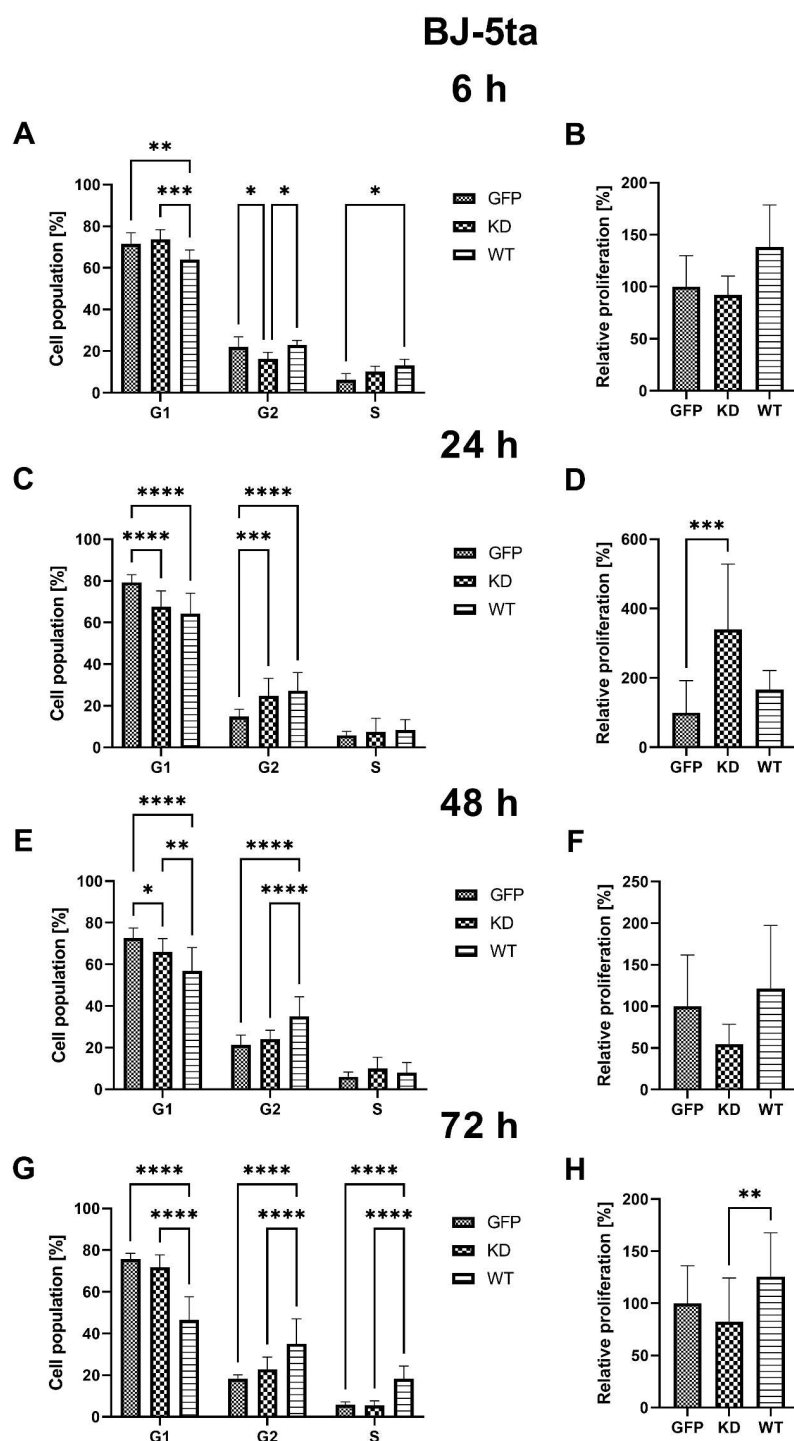 BJ-5ta
6 h
A
** 
***
* *
*
Cell population [%]
100
80
60
40
20
0
G1 G2 S
GFP
KD
WT
B
Relative proliferation [%]
200
150
100
50
0
GFP KD WT
24 h
C
****
****
****
***
Cell population [%]
100
80
60
40
20
0
G1 G2 S
GFP
KD
WT
D
***
Relative proliferation [%]
600
400
200
100
0
GFP KD WT
48 h
E
****
**
*
****
****
Cell population [%]
100
80
60
40
20
0
G1 G2 S
GFP
KD
WT
F
Relative proliferation [%]
250
200
150
100
50
0
GFP KD WT
72 h
G
**** **** ****
**** **** ****
Cell population [%]
100
80
60
40
20
0
G1 G2 S
GFP
KD
WT
H
**
Relative proliferation [%]
200
150
100
50
0
GFP KD WT